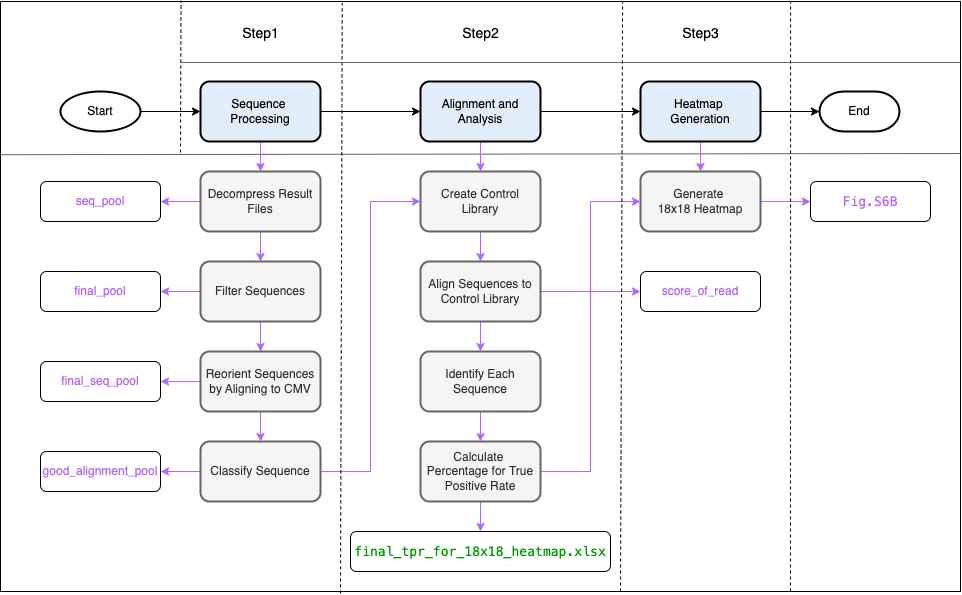 Step1
Step2
Step3
Start
Sequence
Processing
Alignment and
Analysis
Heatmap
Generation
End
seq_pool
Decompress Result
Files
Create Control
Library
Generate
18x18 Heatmap
Fig.S6B
final_pool
Filter Sequences
Align Sequences to
Control Library
score_of_read
final_seq_pool
Reorient Sequences
by Aligning to CMV
Identify Each
Sequence
good_alignment_pool
Classify Sequence
Calculate
Percentage for True
Positive Rate
final_tpr_for_18x18_heatmap.xlsx